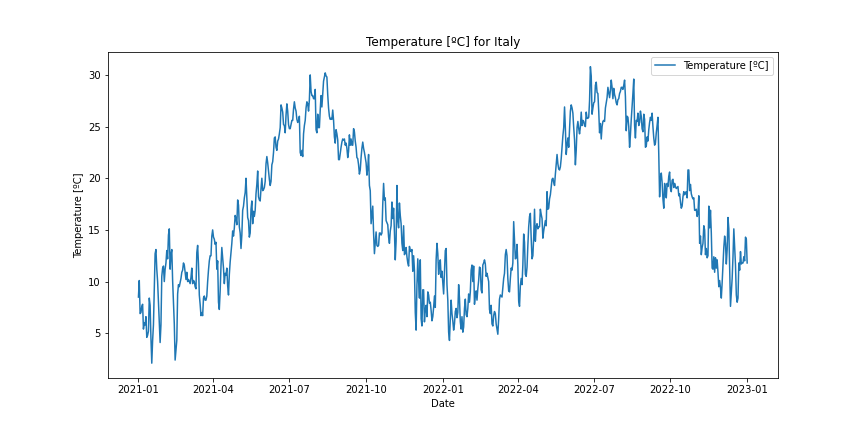 Temperature [ºC] for Italy
Temperature [ºC]
Temperature [ºC]
30
25
20
15
10
5
2021-01 2021-04 2021-07 2021-10 2022-01 2022-04 2022-07 2022-10 2023-01
Date